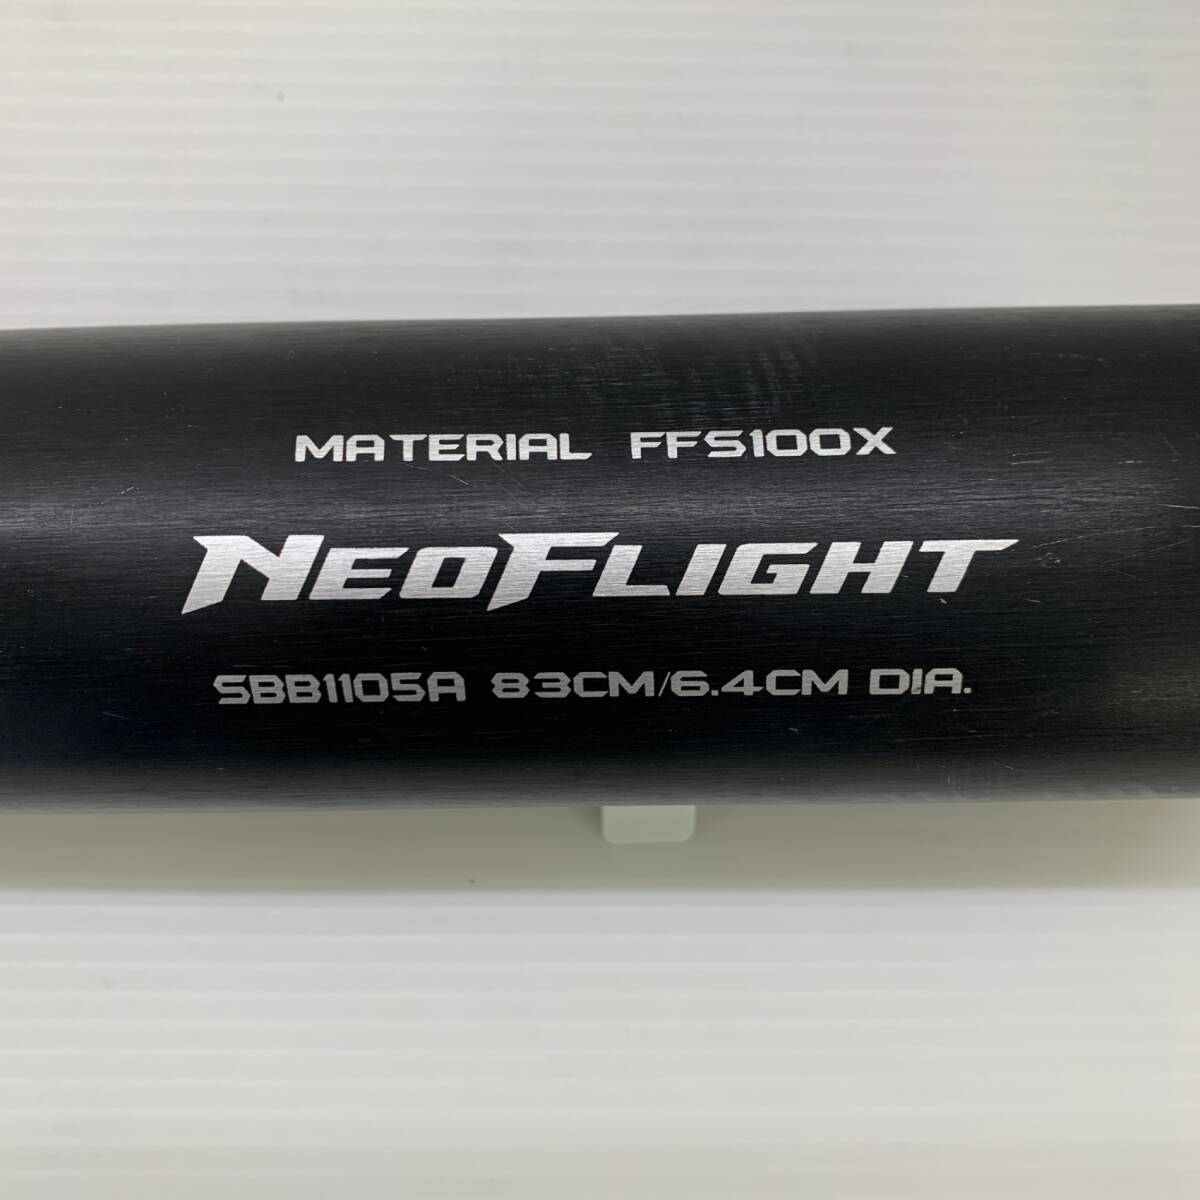 MATERIAL FFS100X
NEOFLIGHT
SBB1105A 83CM/6.4CM DIA.